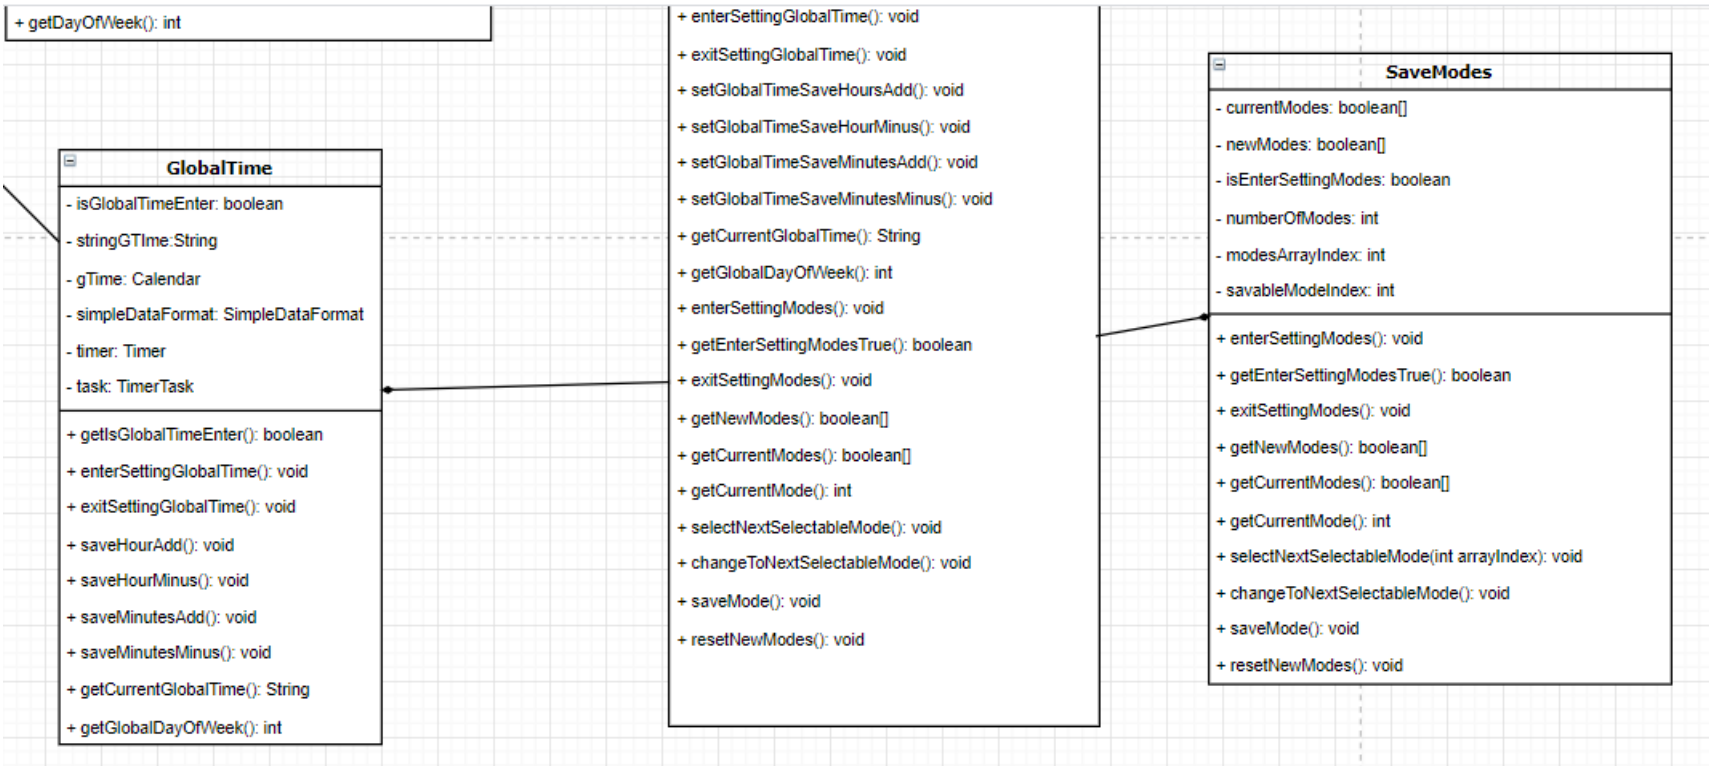 + getDayOfWeek(): int
GlobalTime
- isGlobalTimeEnter: boolean
- stringGTIme:String
- gTime: Calendar
- simpleDataFormat: SimpleDataFormat
- timer: Timer
- task: TimerTask
+ getIsGlobalTimeEnter(): boolean
+ enterSettingGlobalTime(): void
+ exitSettingGlobalTime(): void
+ saveHourAdd(): void
+ saveHourMinus(): void
+ saveMinutesAdd(): void
+ saveMinutesMinus(): void
+ getCurrentGlobalTime(): String
+ getGlobalDayOfWeek(): int
+ enterSettingGlobalTime(): void
+ exitSettingGlobalTime(): void
+ setGlobalTimeSaveHoursAdd(): void
+ setGlobalTimeSaveHourMinus(): void
+ setGlobalTimeSaveMinutesAdd(): void
+ setGlobalTimeSaveMinutesMinus(): void
+ getCurrentGlobalTime(): String
+ getGlobalDayOfWeek(): int
+ enterSettingModes(): void
+ getEnterSettingModesTrue(): boolean
+ exitSettingModes(): void
+ getNewModes(): boolean[]
+ getCurrentModes(): boolean[]
+ getCurrentMode(): int
+ selectNextSelectableMode(): void
+ changeToNextSelectableMode(): void
+ saveMode(): void
+ resetNewModes(): void
SaveModes
- currentModes: boolean[]
- newModes: boolean[]
- isEnterSettingModes: boolean
- numberOfModes: int
- modesArrayIndex: int
- savableModeIndex: int
+ enterSettingModes(): void
+ getEnterSettingModesTrue(): boolean
+ exitSettingModes(): void
+ getNewModes(): boolean[]
+ getCurrentModes(): boolean[]
+ getCurrentMode(): int
+ selectNextSelectableMode(int arrayIndex): void
+ changeToNextSelectableMode(): void
+ saveMode(): void
+ resetNewModes(): void